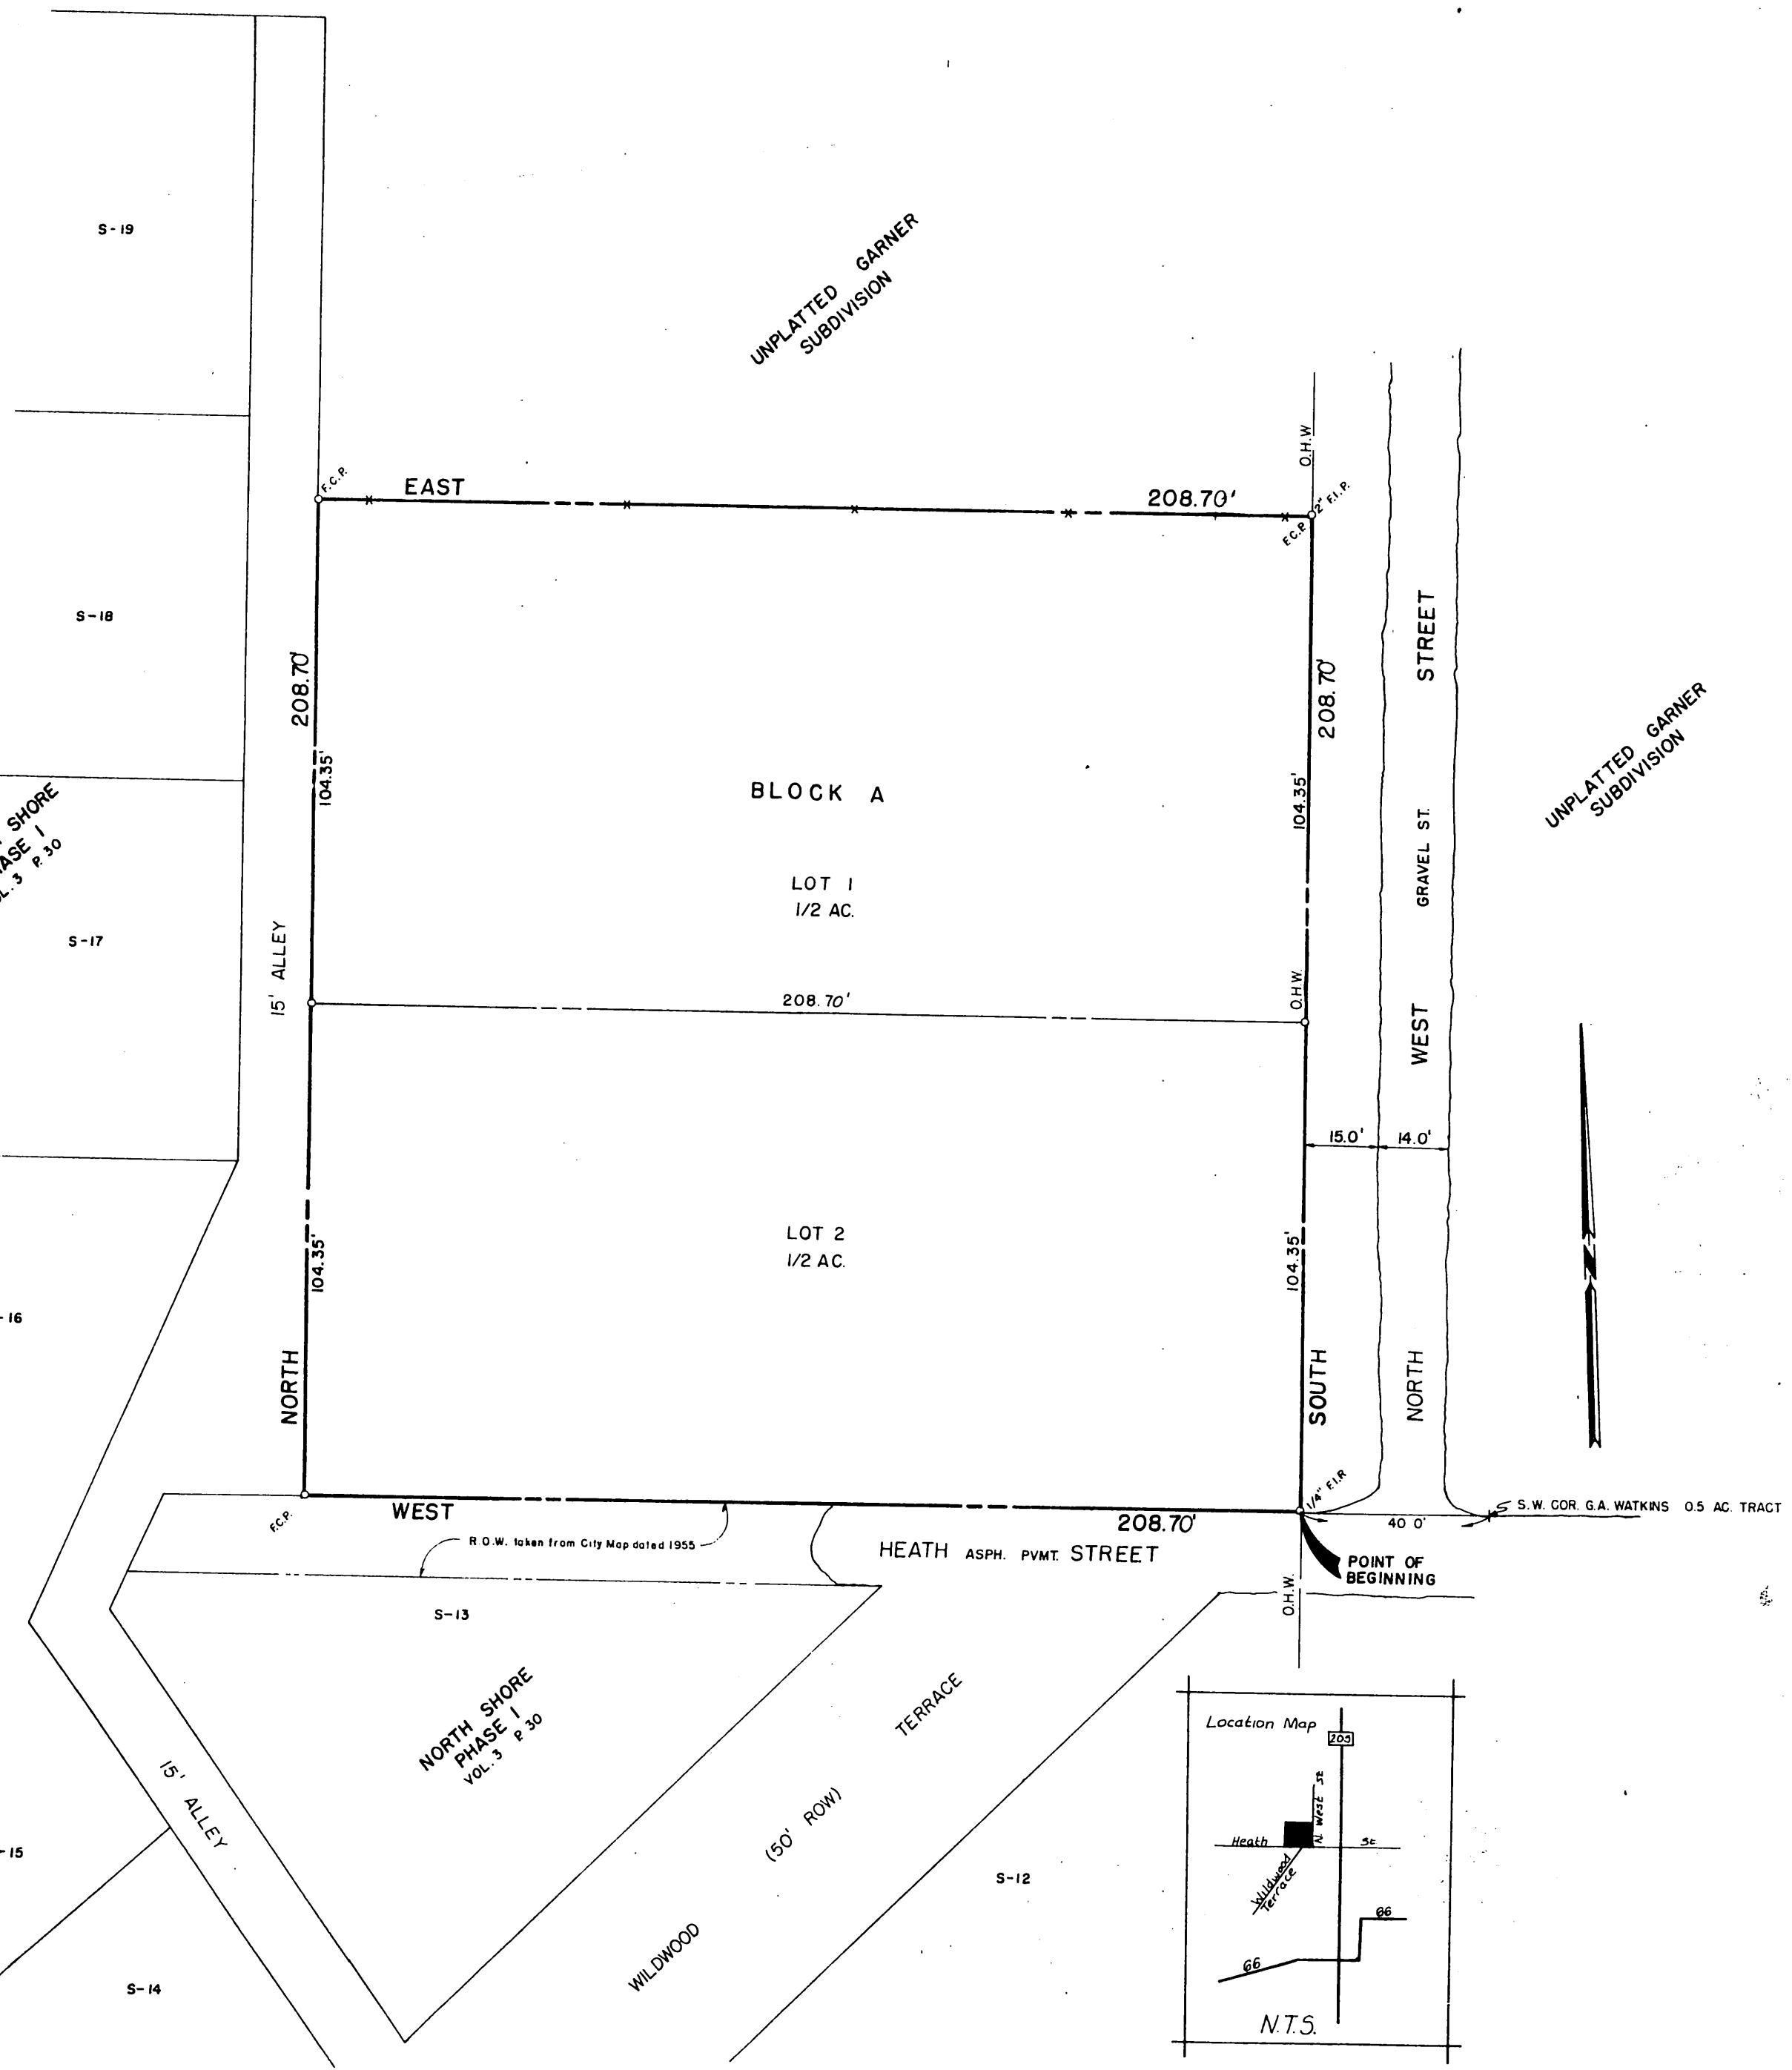 S-19
UNPLATTED GARNER
SUBDIVISION
O.H.W
F.C.P.
EAST
208.70'
2" F.I.P.
F.C.P.
S-18
STREET
208.70'
208.70'
UNPLATTED GARNER
SUBDIVISION
104.35'
104.35'
BLOCK A
SHORE
P. 30
GRAVEL ST.
LOT 1
1/2 AC.
S-17
15' ALLEY
O.H.W.
208.70'
WEST
15.0'
14.0'
N
LOT 2
1/2 AC.
104.35'
104.35'
16
NORTH
SOUTH
NORTH
1/4" F.I.R
S.W. COR. G.A. WATKINS 0.5 AC. TRACT
F.C.P.
WEST
208.70'
40 0'
R.O.W. taken from City Map dated 1955
HEATH ASPH. PVMT. STREET
POINT OF
BEGINNING
O.H.W.
S-13
NORTH SHORE
PHASE 1
VOL. 3 P 30
TERRACE
Location Map
205
15' ALLEY
(50' ROW)
N. West St
Heath St
15
S-12
Wildwood
Terrace
66
WILDWOOD
66
S-14
N.T.S.